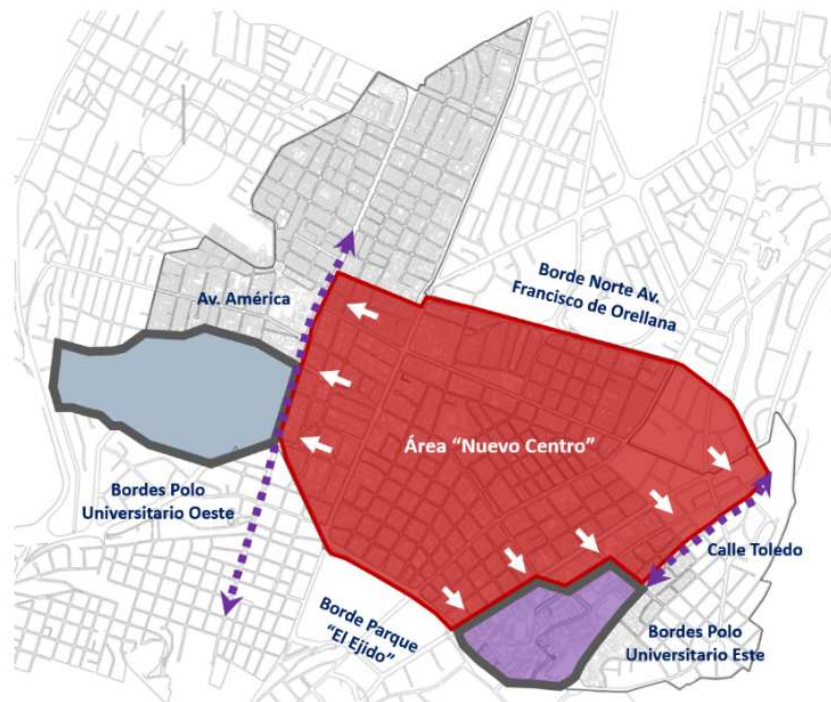 Av. América
Borde Norte Av.
Francisco de Orellana
Área “Nuevo Centro”
Bordes Polo
Universitario Oeste
Calle Toledo
Borde Parque
“El Ejido”
Bordes Polo
Universitario Este